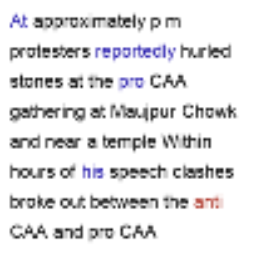 At approximately p m
protesters reportedly hurled
stones at the pro CAA
gathering at Maujpur Chowk
and near a temple Within
hours of his speech clashes
broke out between the anti
CAA and pro CAA